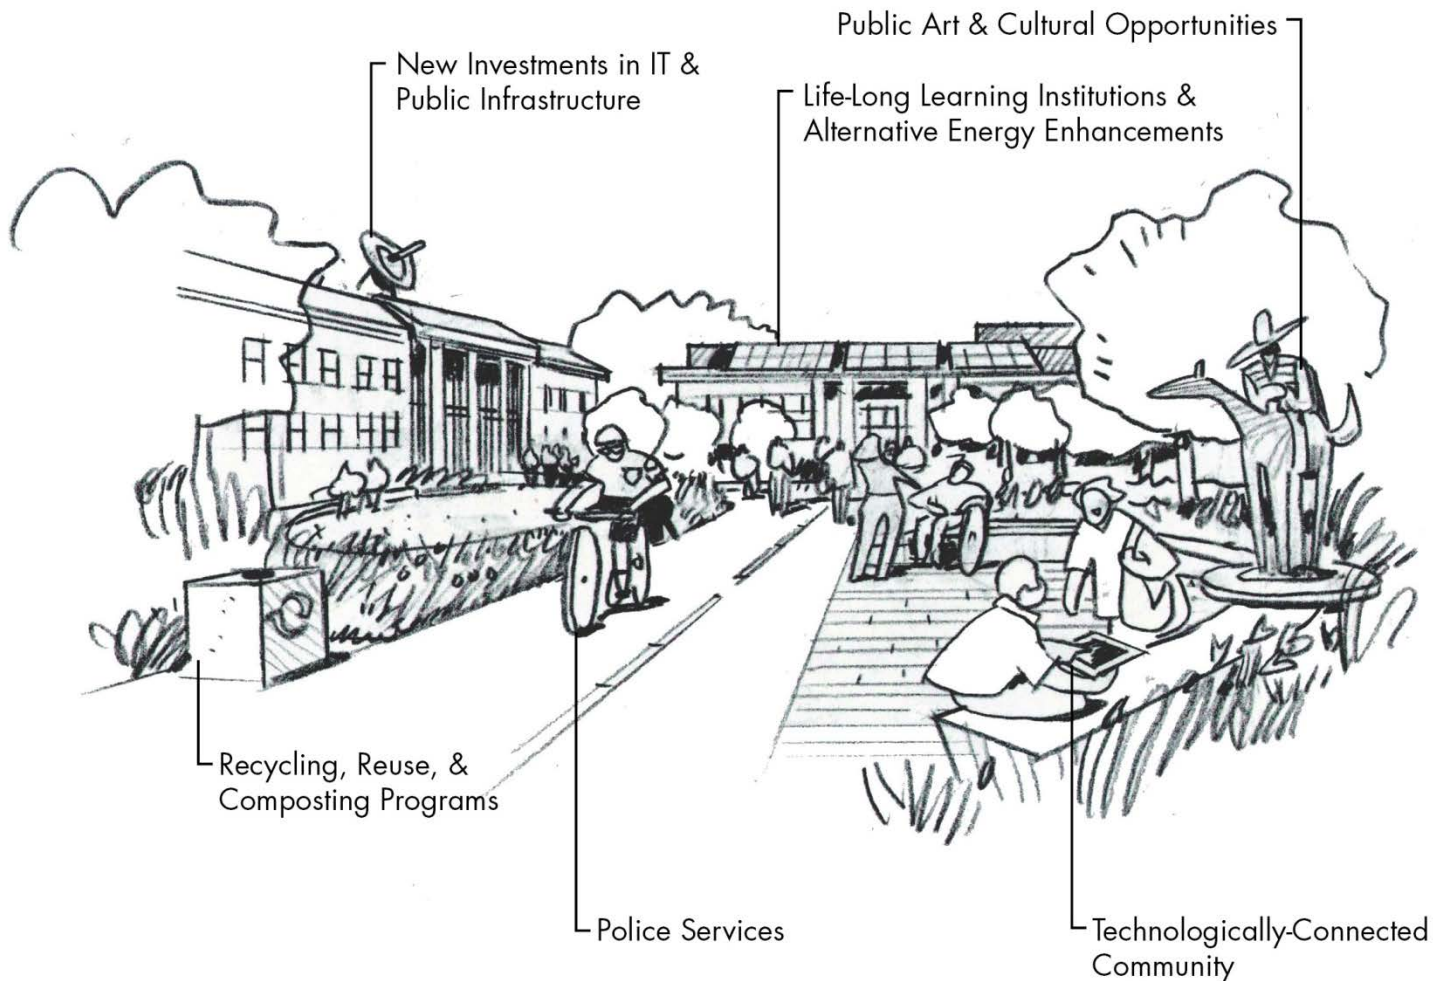 Public Art & Cultural Opportunities
New Investments in IT &
Public Infrastructure
Life-Long Learning Institutions &
Alternative Energy Enhancements
Recycling, Reuse, &
Composting Programs
Police Services
Technologically-Connected
Community